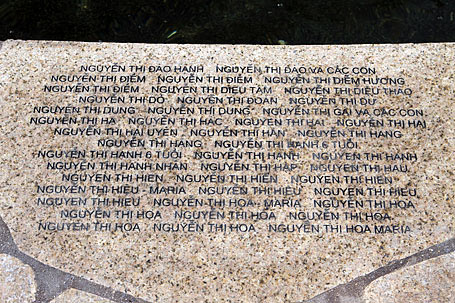 NGUYỄN THỊ ĐÀO HẠNH NGUYỄN THỊ ĐÀO VÀ CÁC CON
NGUYỄN THỊ ĐIỂM NGUYỄN THỊ ĐIỂM NGUYỄN THỊ DIỄM HƯƠNG
NGUYỄN THỊ ĐIỂM NGUYỄN THỊ DIỆU TÂM NGUYỄN THỊ DIỆU THẢO
NGUYỄN THỊ ĐÔ NGUYỄN THỊ ĐOAN NGUYỄN THỊ DƯ
NGUYỄN THỊ DUNG NGUYỄN THỊ DUNG NGUYỄN THỊ GÁI VÀ CÁC CON
NGUYỄN THỊ HÀ NGUYỄN THỊ HẠC NGUYỄN THỊ HAI NGUYỄN THỊ HẢI
NGUYỄN THỊ HẢI UYÊN NGUYỄN THỊ HÂN NGUYỄN THỊ HẰNG
NGUYỄN THỊ HẰNG NGUYỄN THỊ HẠNH 6 TUỔI
NGUYỄN THỊ HẠNH 6 TUỔI NGUYỄN THỊ HẠNH NGUYỄN THỊ HẠNH
NGUYỄN THỊ HẠNH NHÂN NGUYỄN THỊ HẤP NGUYỄN THỊ HẬU
NGUYỄN THỊ HIỀN NGUYỄN THỊ HIỀN NGUYỄN THỊ HIỀN
NGUYỄN THỊ HIẾU - MARIA NGUYỄN THỊ HIẾU NGUYỄN THỊ HIẾU
NGUYỄN THỊ HIẾU NGUYỄN THỊ HOA - MARIA NGUYỄN THỊ HOA
NGUYỄN THỊ HOA NGUYỄN THỊ HÓA NGUYỄN THỊ HOA
NGUYỄN THỊ HOA NGUYỄN THỊ HOA NGUYỄN THỊ HOA MARIA